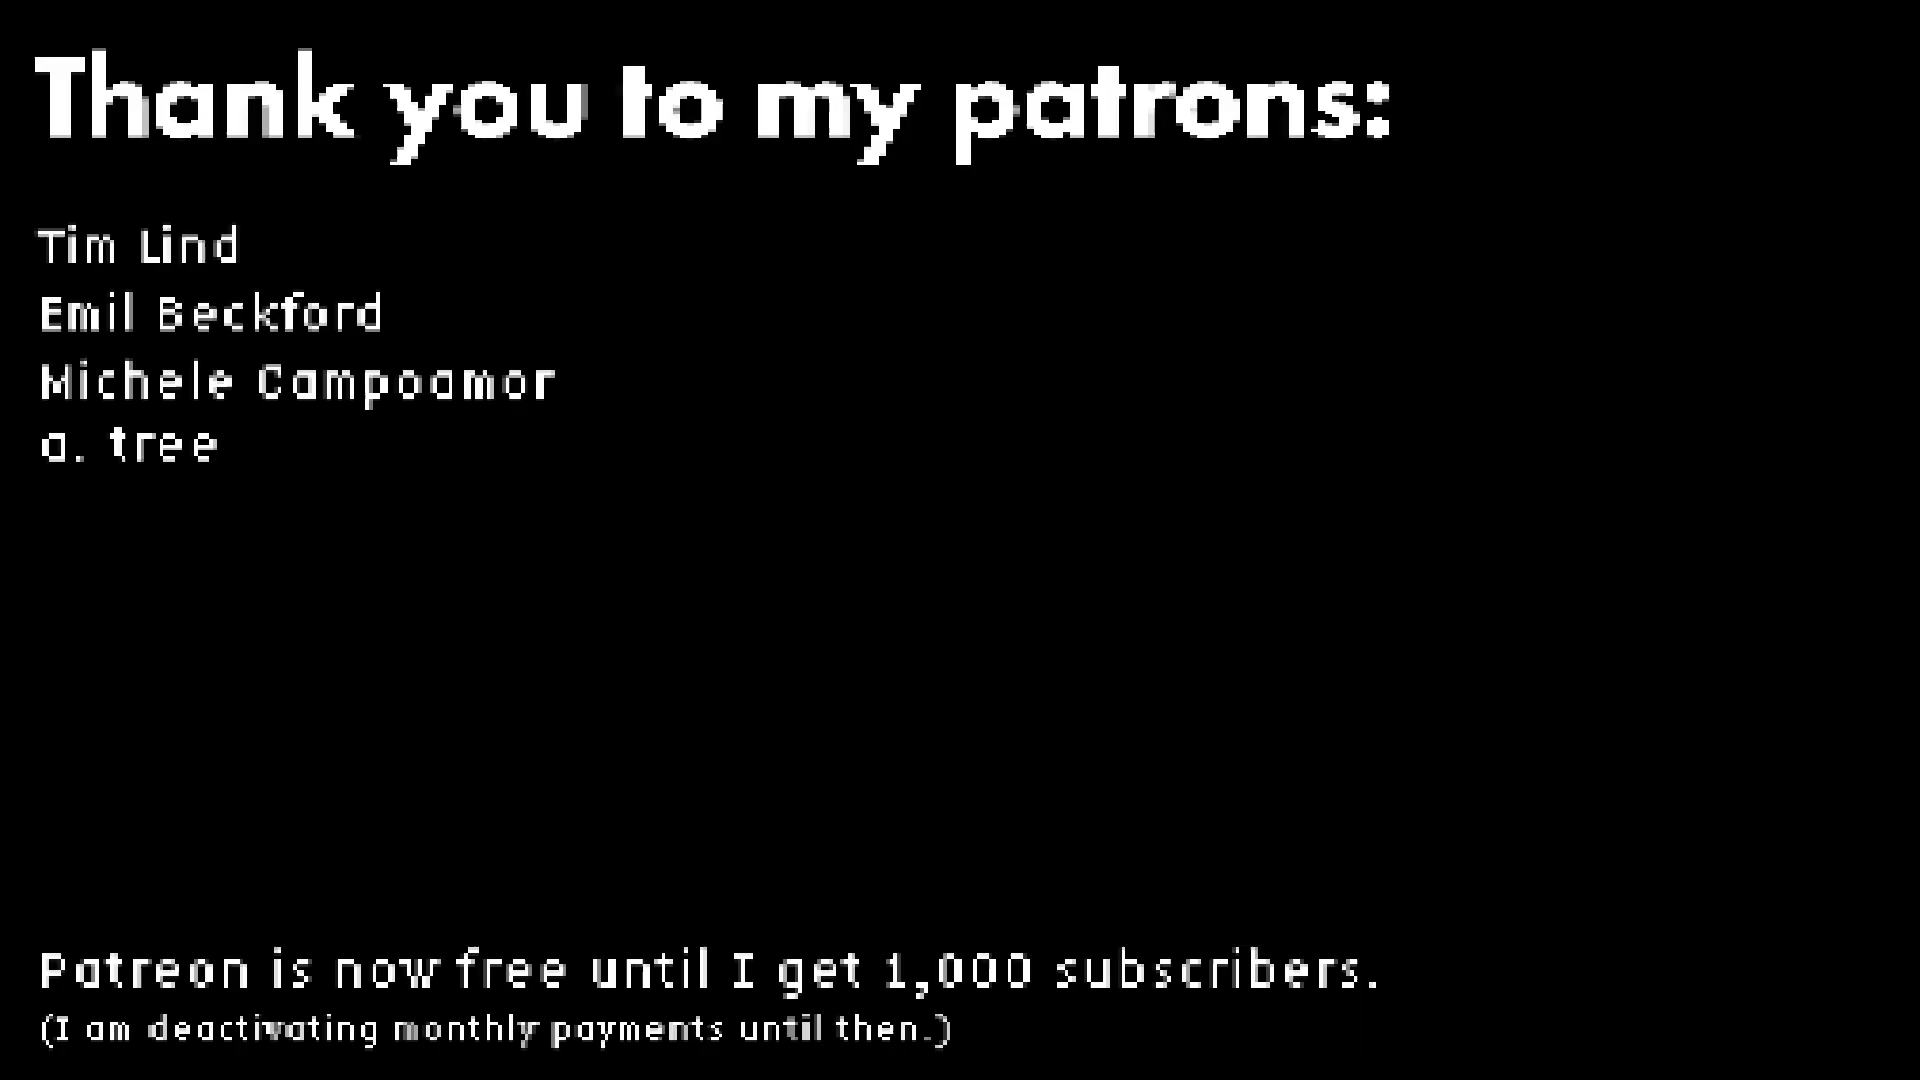 Thank you to my patrons:
Tim Lind
Emil Beckford
Michele Campoamor
a. tree
Patreon is now free until I get 1,000 subscribers.
(I am deactivating monthly payments until then.)